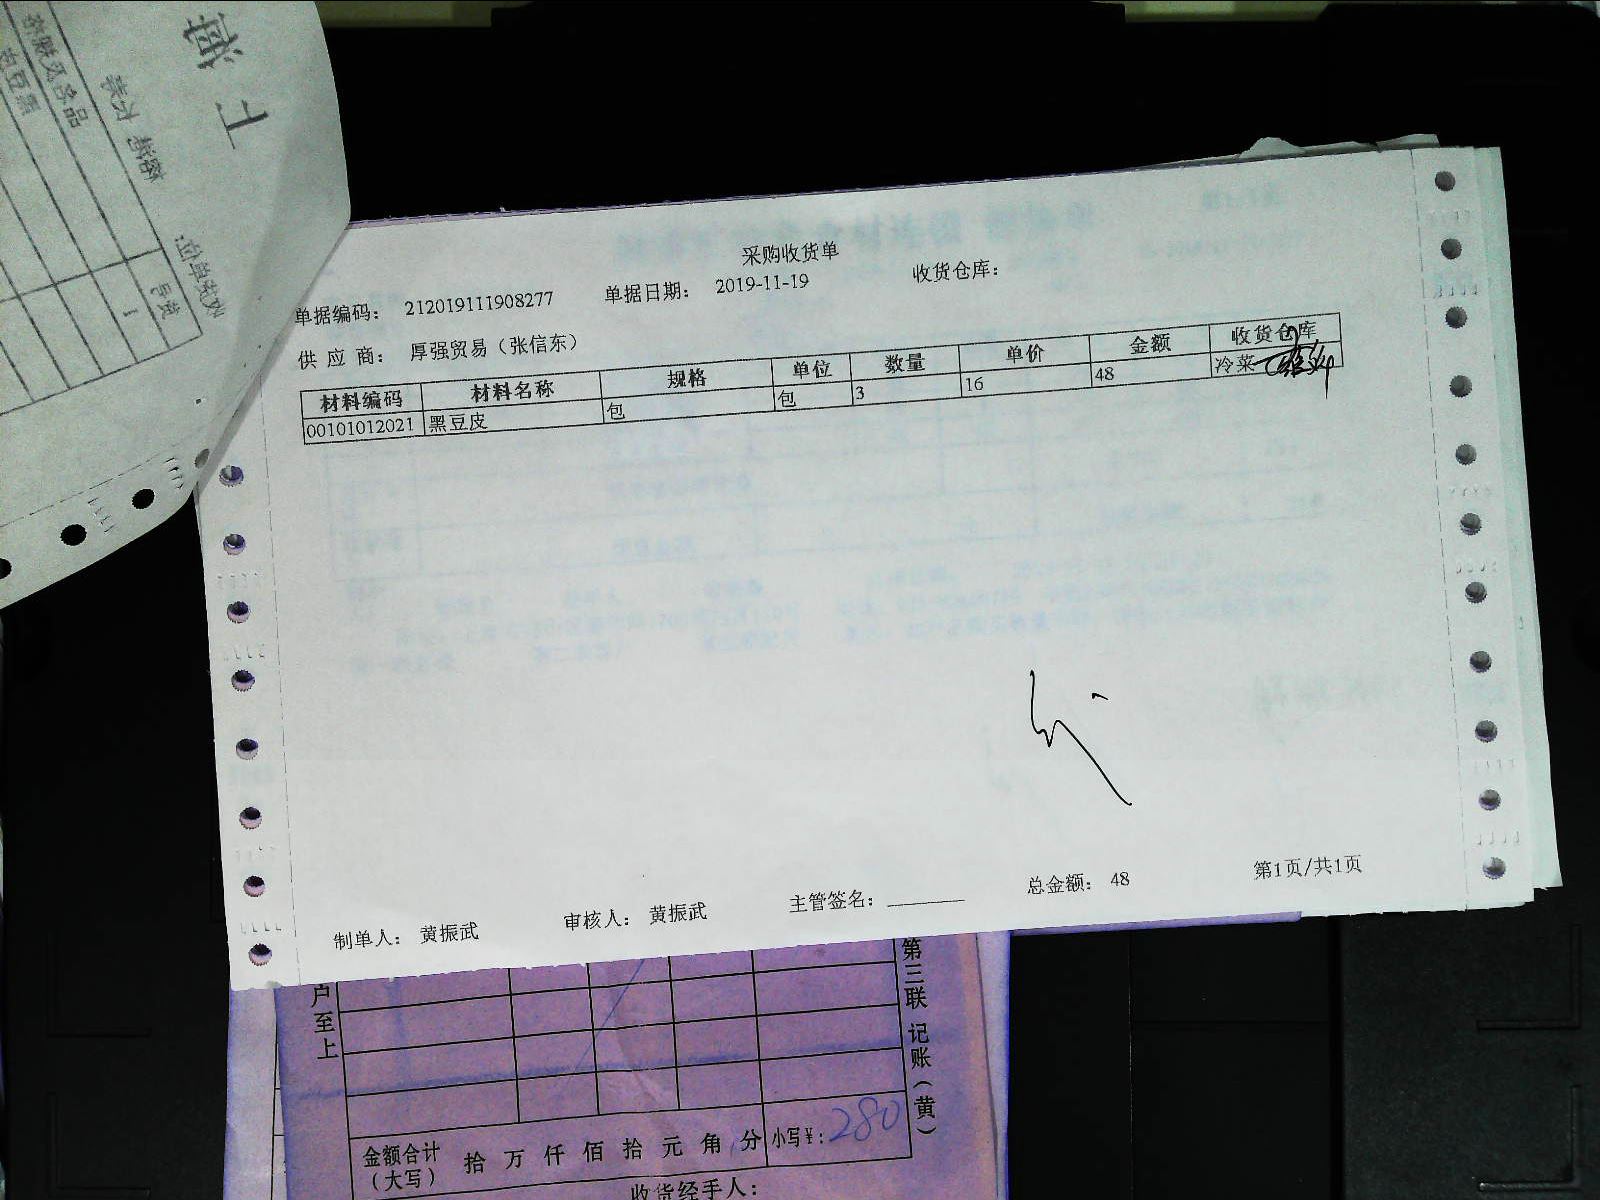 采购收货单
单据编码： 212019111908277 单据日期： 2019-11-19 收货仓库：
供 应 商： 厚强贸易（张信东）
材料编码 材料名称 规格 单位 数量 单价 金额 收货仓库
00101012021 黑豆皮 包 包 3 16 48 冷菜
制单人： 黄振武 审核人： 黄振武 主管签名： 总金额： 48 第1页/共1页
户至上
第三联 记账（黄）
金额合计（大写） 拾 万 仟 佰 拾 元 角 分 小写¥: 280
收货经手人: